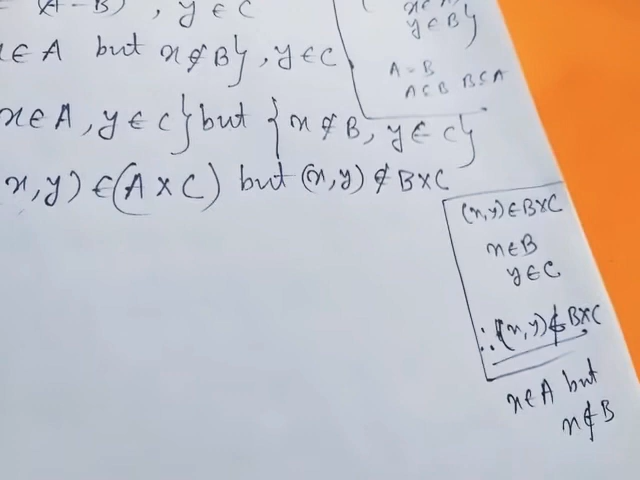 (A - B), y ∈ C
x ∈ A but x ∉ B}, y ∈ C
x ∈ A, y ∈ C} but {x ∉ B, y ∈ C}
x, y) ∈ (A × C) but (x, y) ∉ B × C
y ∈ B}
A = B
A ⊂ B B ⊂ A
(x, y) ∈ B × C
x ∈ B
y ∈ C
∴ (x, y) ∉ B × C
x ∈ A but
x ∉ B